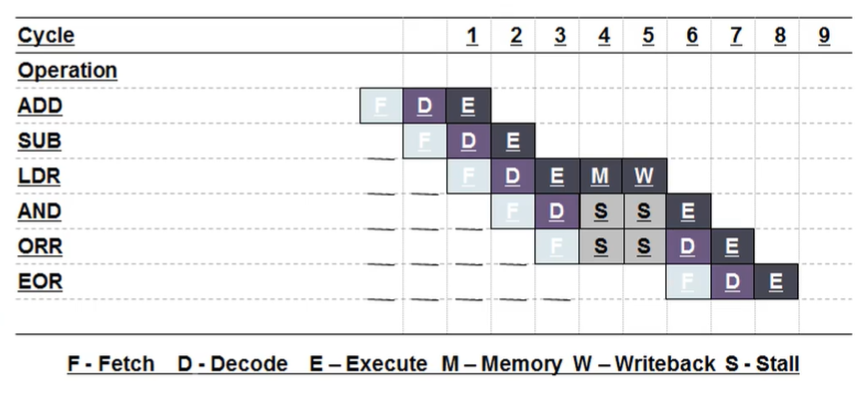 Cycle 1 2 3 4 5 6 7 8 9
Operation
ADD F D E
SUB F D E
LDR F D E M W
AND F D S S E
ORR F S S D E
EOR F D E
F - Fetch D - Decode E – Execute M – Memory W – Writeback S - Stall